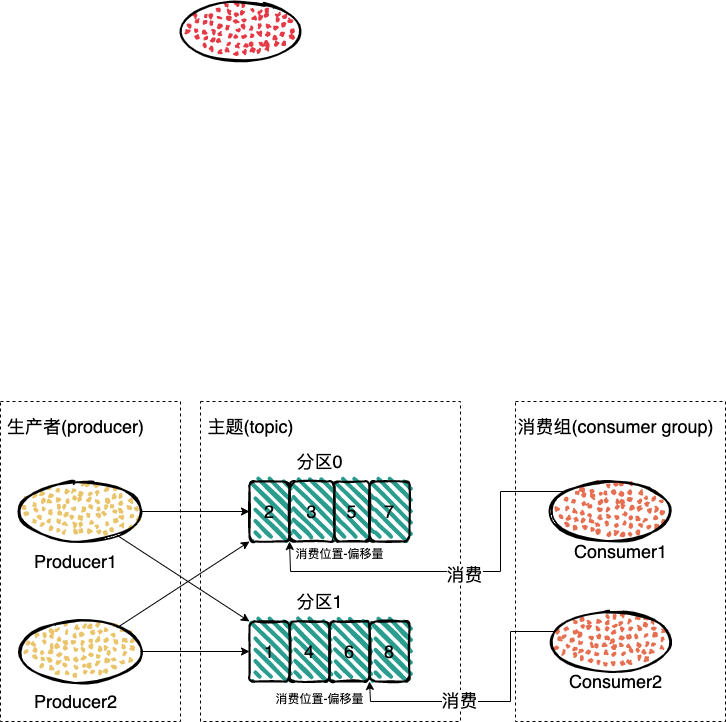 生产者(producer)
Producer1
Producer2
主题(topic)
分区0
2 3 5 7
消费位置-偏移量
分区1
1 4 6 8
消费位置-偏移量
消费
消费
消费组(consumer group)
Consumer1
Consumer2